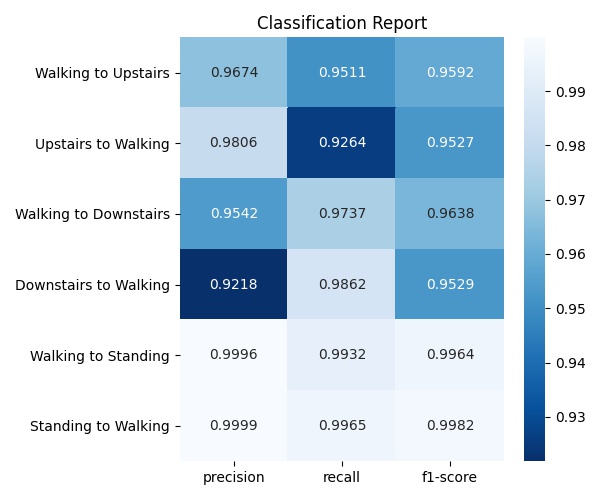 Classification Report
Walking to Upstairs 0.9674 0.9511 0.9592
Upstairs to Walking 0.9806 0.9264 0.9527
Walking to Downstairs 0.9542 0.9737 0.9638
Downstairs to Walking 0.9218 0.9862 0.9529
Walking to Standing 0.9996 0.9932 0.9964
Standing to Walking 0.9999 0.9965 0.9982
precision recall f1-score
0.99
0.98
0.97
0.96
0.95
0.94
0.93